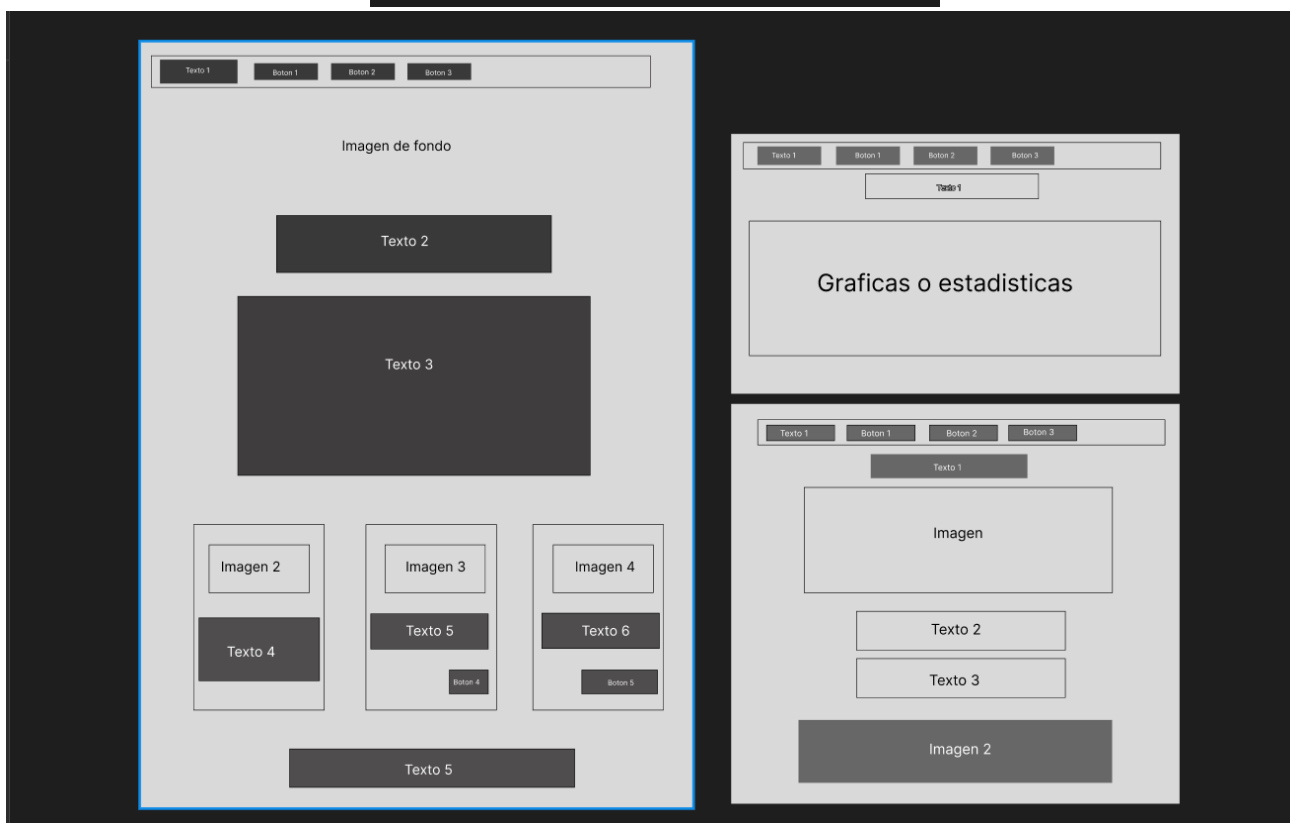 Texto 1
Boton 1
Boton 2
Boton 3
Imagen de fondo
Texto 2
Texto 3
Imagen 2
Imagen 3
Imagen 4
Texto 4
Texto 5
Texto 6
Boton 4
Boton 5
Texto 5
Texto 1
Boton 1
Boton 2
Boton 3
Texto 1
Graficas o estadisticas
Texto 1
Boton 1
Boton 2
Boton 3
Texto 1
Imagen
Texto 2
Texto 3
Imagen 2